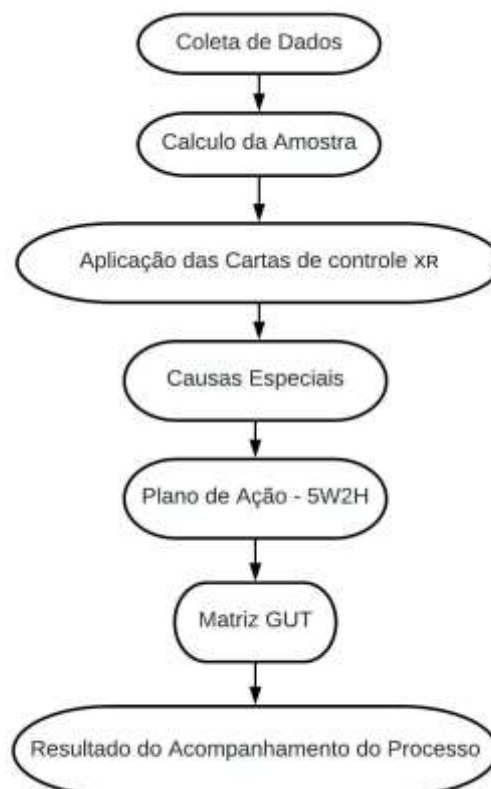 Coleta de Dados
Calculo da Amostra
Aplicação das Cartas de controle XR
Causas Especiais
Plano de Ação - 5W2H
Matriz GUT
Resultado do Acompanhamento do Processo